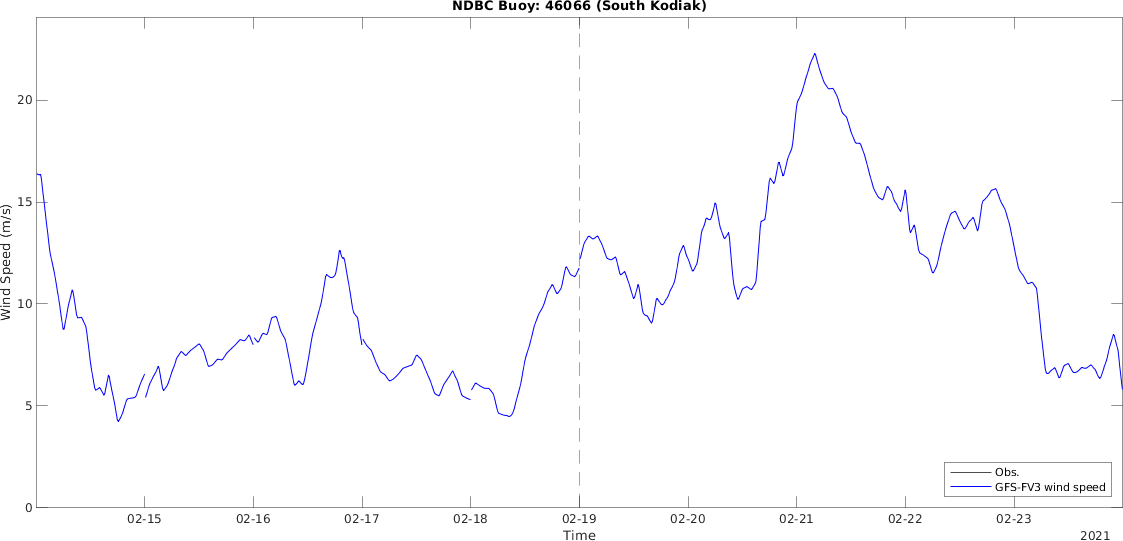 NDBC Buoy: 46066 (South Kodiak)
Wind Speed (m/s)
20
15
10
5
0
Obs.
GFS-FV3 wind speed
02-15 02-16 02-17 02-18 02-19 02-20 02-21 02-22 02-23
Time
2021